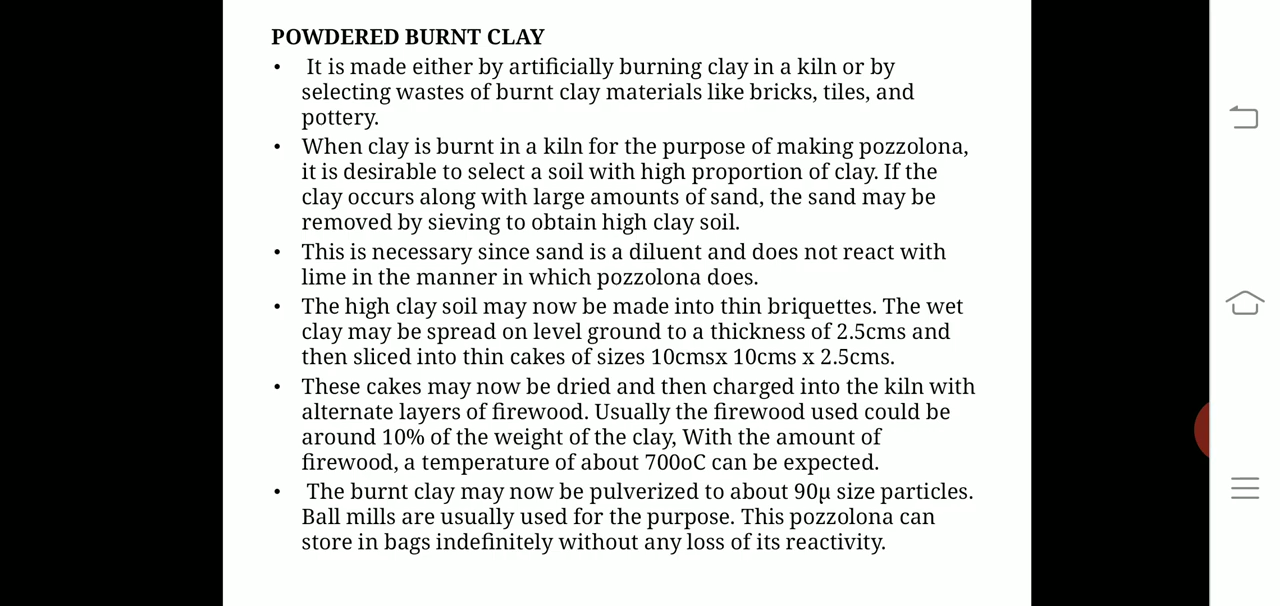 POWDERED BURNT CLAY
• It is made either by artificially burning clay in a kiln or by
selecting wastes of burnt clay materials like bricks, tiles, and
pottery.
• When clay is burnt in a kiln for the purpose of making pozzolona,
it is desirable to select a soil with high proportion of clay. If the
clay occurs along with large amounts of sand, the sand may be
removed by sieving to obtain high clay soil.
• This is necessary since sand is a diluent and does not react with
lime in the manner in which pozzolona does.
• The high clay soil may now be made into thin briquettes. The wet
clay may be spread on level ground to a thickness of 2.5cms and
then sliced into thin cakes of sizes 10cmsx 10cms x 2.5cms.
• These cakes may now be dried and then charged into the kiln with
alternate layers of firewood. Usually the firewood used could be
around 10% of the weight of the clay, With the amount of
firewood, a temperature of about 700oC can be expected.
• The burnt clay may now be pulverized to about 90μ size particles.
Ball mills are usually used for the purpose. This pozzolona can
store in bags indefinitely without any loss of its reactivity.